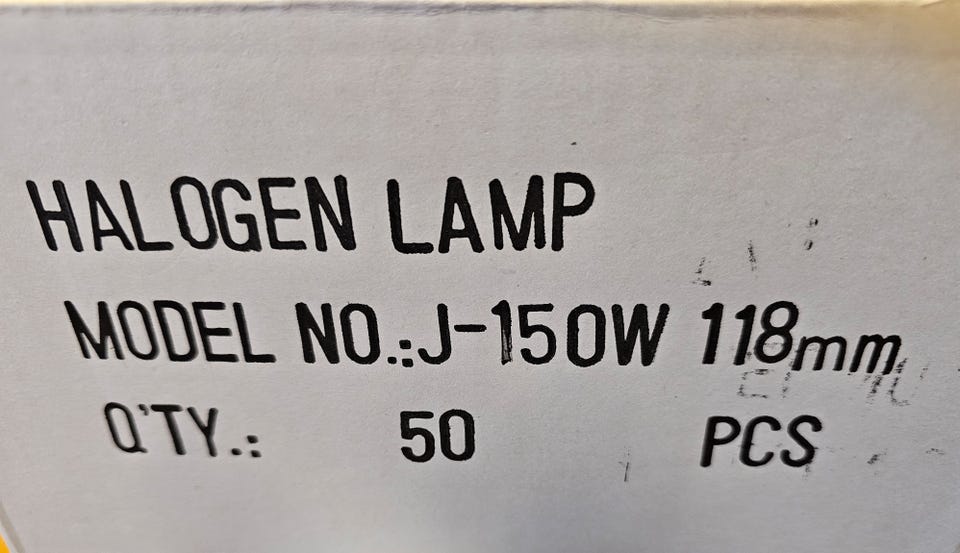 HALOGEN LAMP
MODEL NO.:J-150W 118mm
Q'TY.: 50 PCS